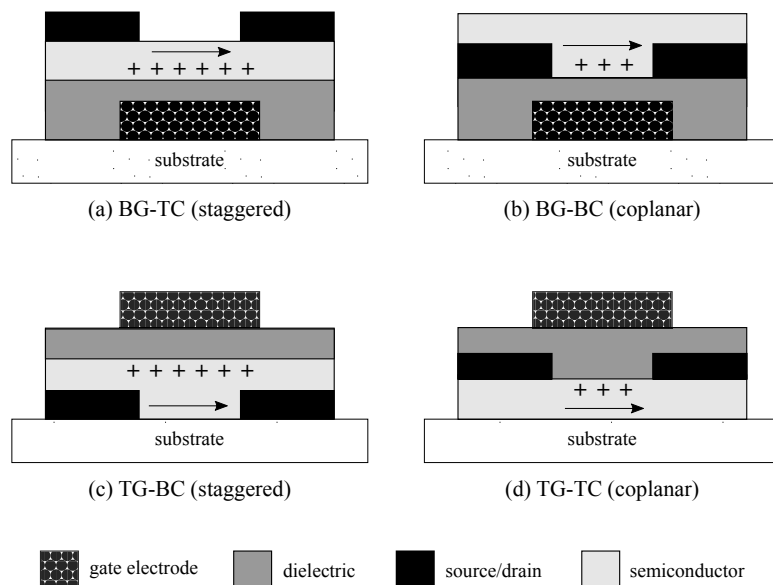 + + + + + +
+ + +
substrate
substrate
(a) BG-TC (staggered)
(b) BG-BC (coplanar)
+ + + + + +
+ + +
substrate
substrate
(c) TG-BC (staggered)
(d) TG-TC (coplanar)
gate electrode
dielectric
source/drain
semiconductor